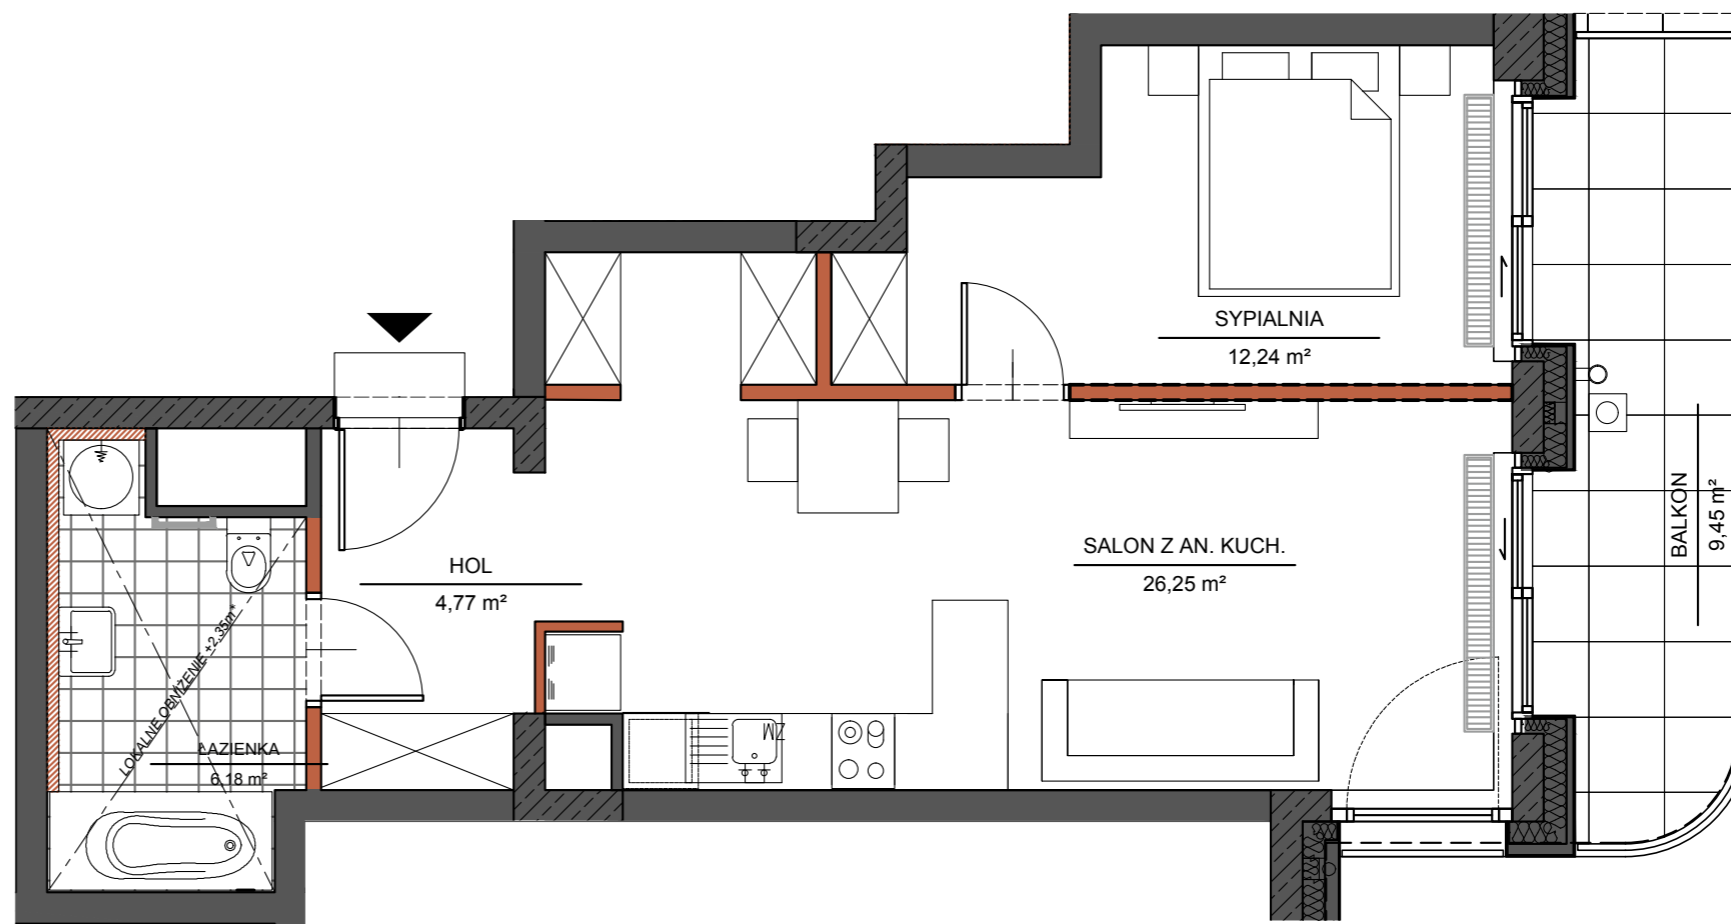 SYPIALNIA
12,24 m²
HOL
4,77 m²
SALON Z AN. KUCH.
26,25 m²
BALKON
9,45 m²
LOKALNE OBNIŻENIE +2,35m*
ŁAZIENKA
6,18 m²
ZM